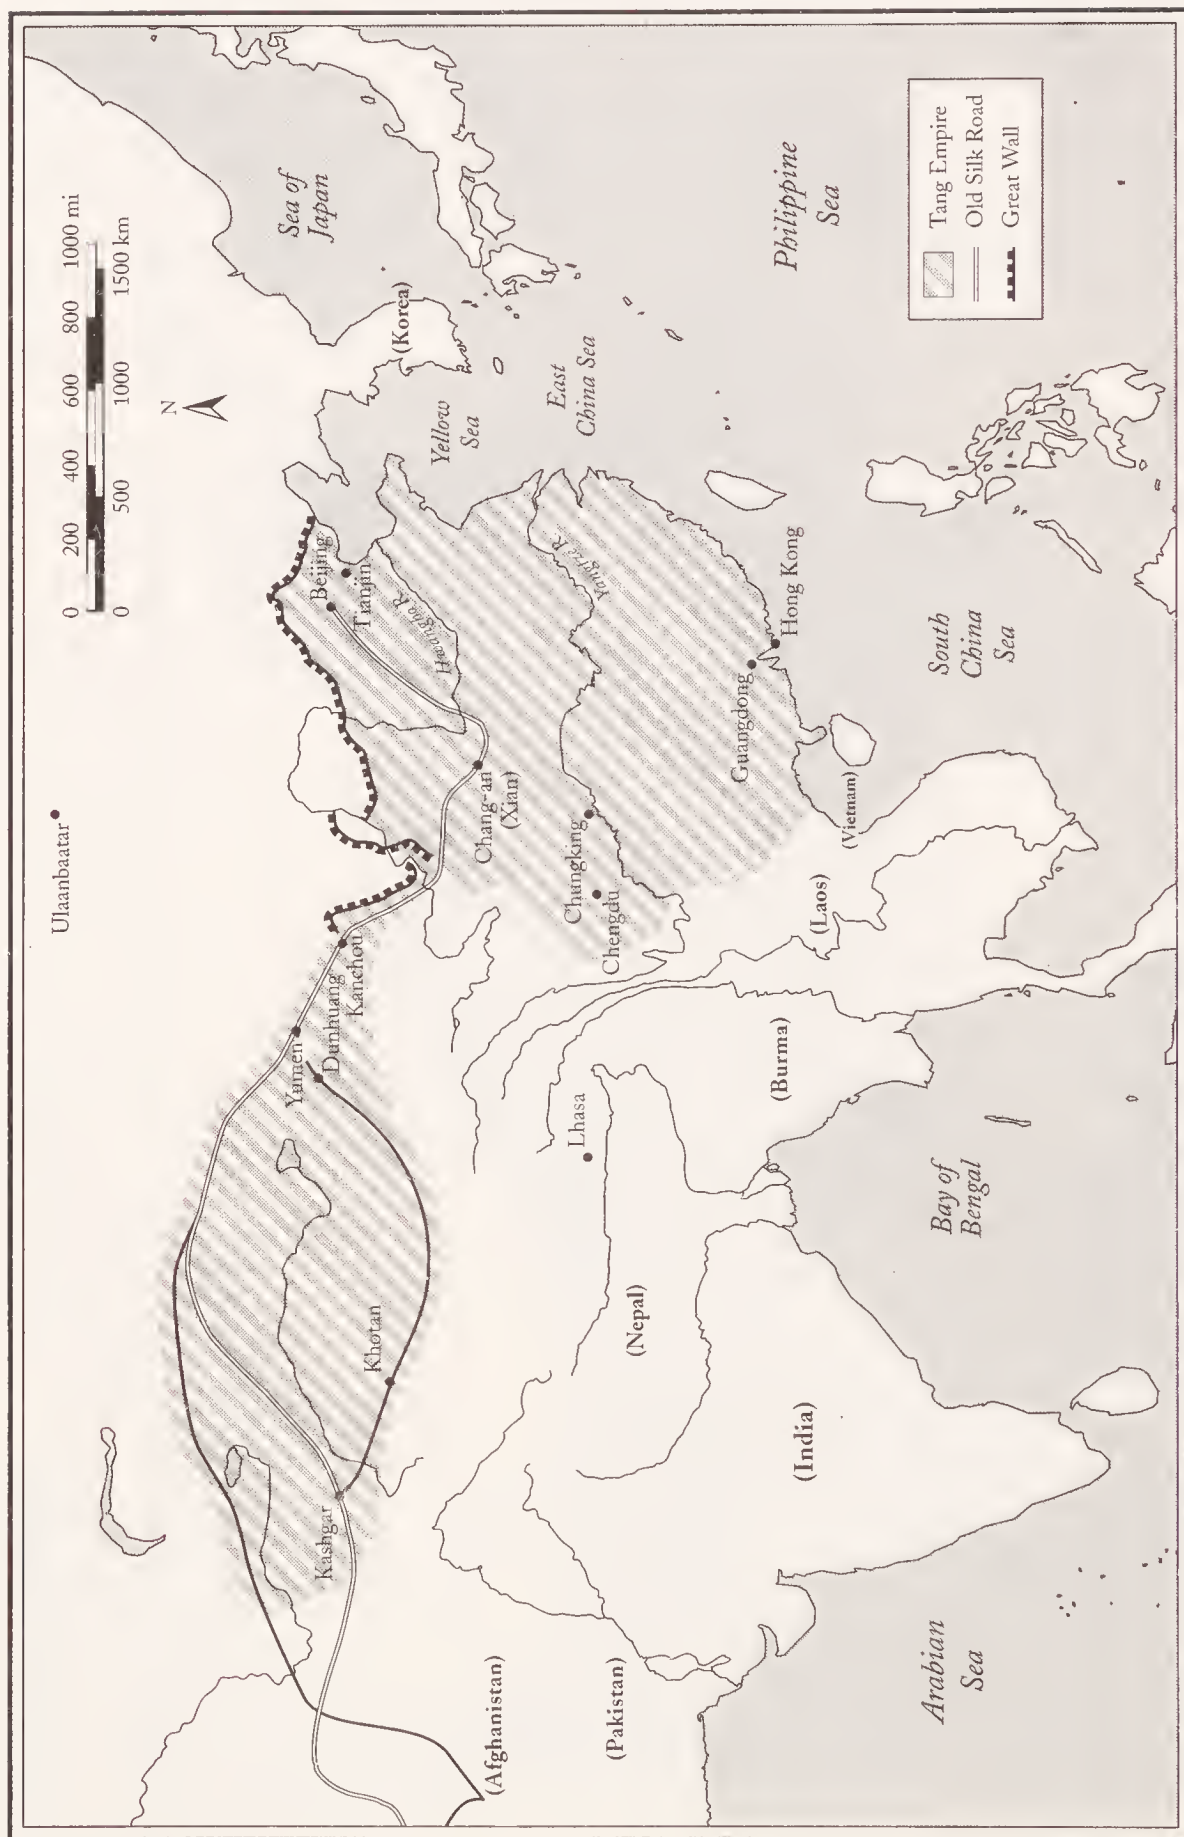 Ulaanbaatar
0 200 400 600 800 1000 mi
0 500 1000 1500 km
N
Sea of
Japan
(Korea)
Yellow
Sea
East
China Sea
Philippine
Sea
Beijing
Tianjin
Hwangho R.
Yangtze R.
Chang-an
(Xian)
Chungking
Chengdu
Guangdong
Hong Kong
Yumen
Dunhuang
Kanchou
Khotan
Kashgar
Lhasa
(Nepal)
(Burma)
(Laos)
(Vietnam)
South
China
Sea
(Afghanistan)
(Pakistan)
(India)
Bay of
Bengal
Arabian
Sea
Tang Empire
Old Silk Road
Great Wall